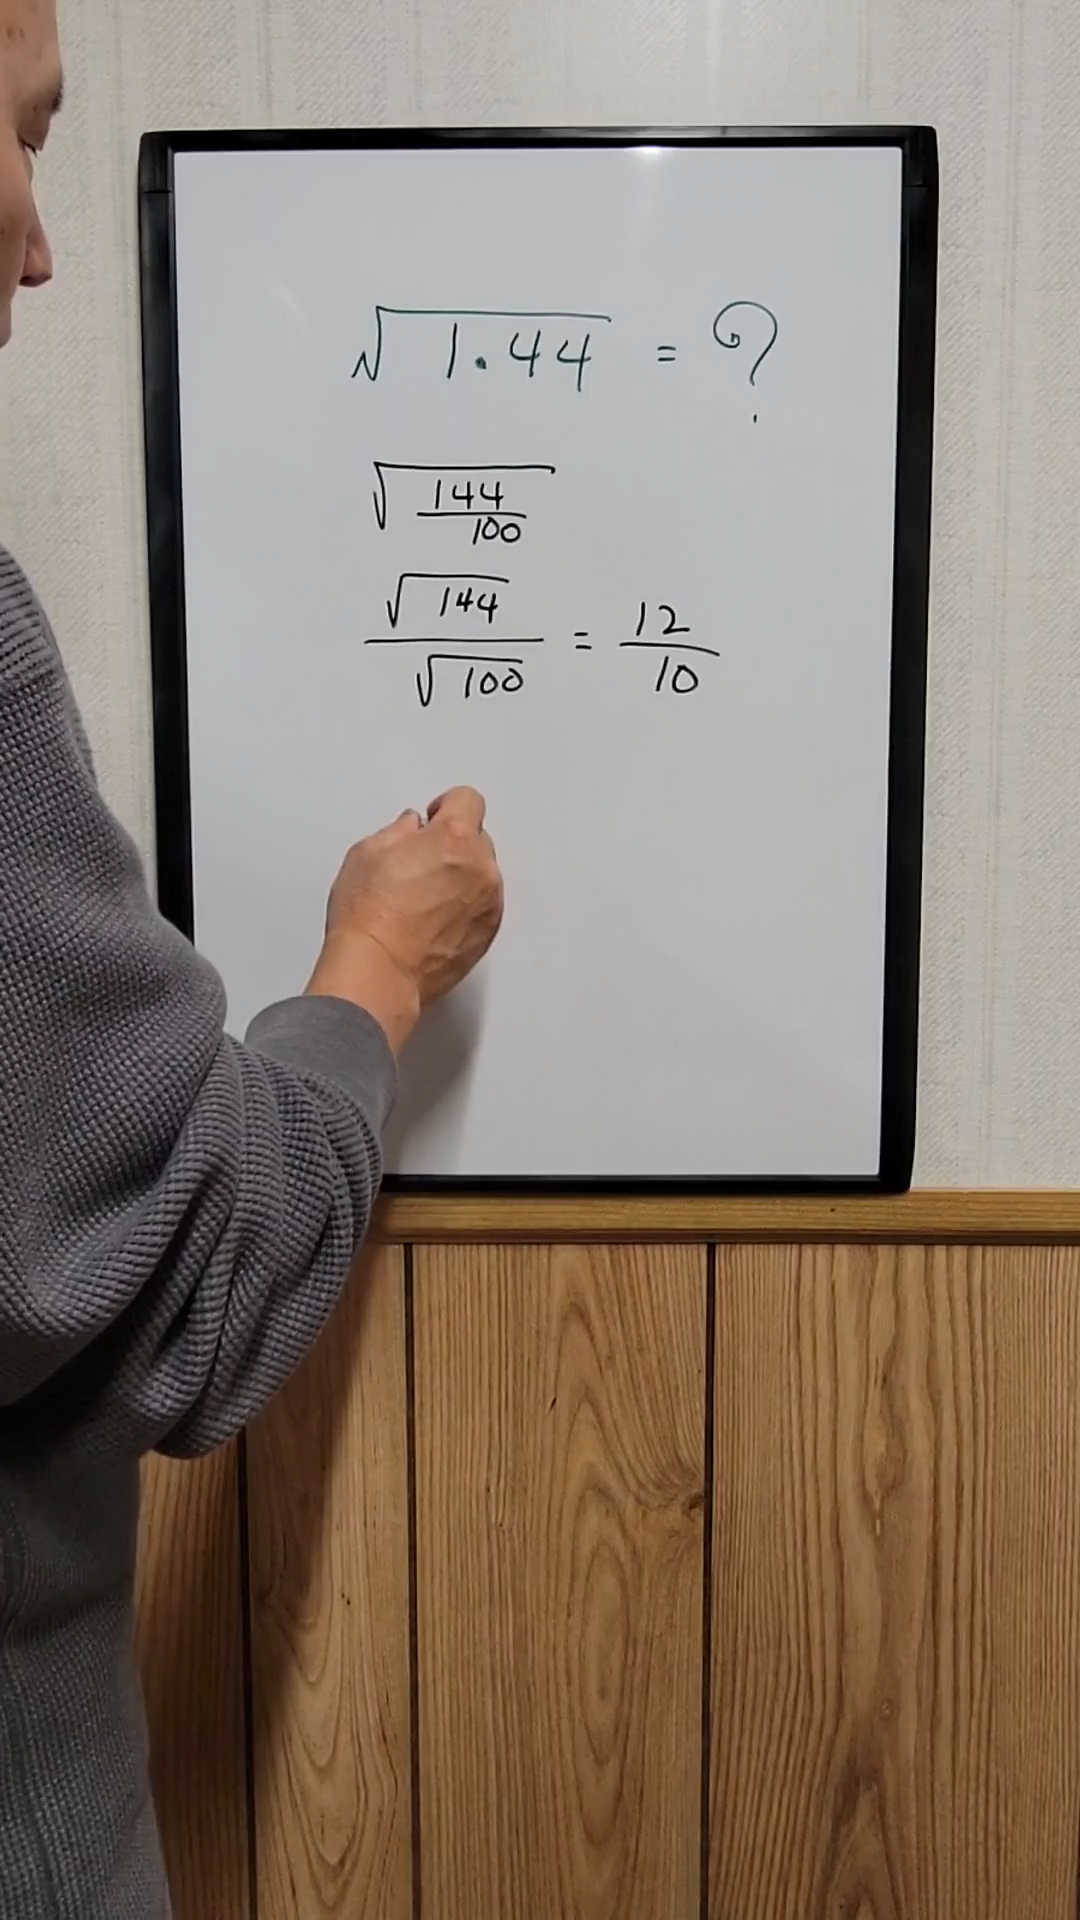 √1.44 = ?
√144/100
√144/√100 = 12/10